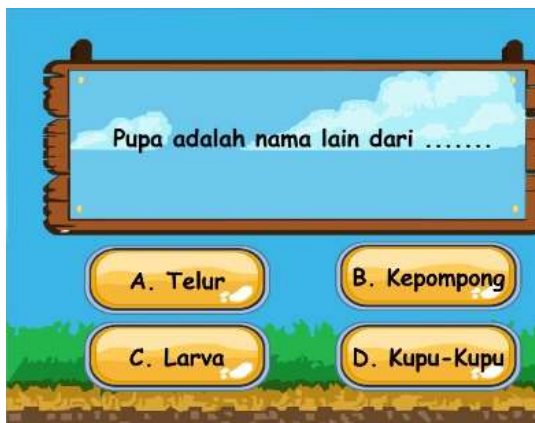 Pupa adalah nama lain dari .......
A. Telur
B. Kepompong
C. Larva
D. Kupu-Kupu